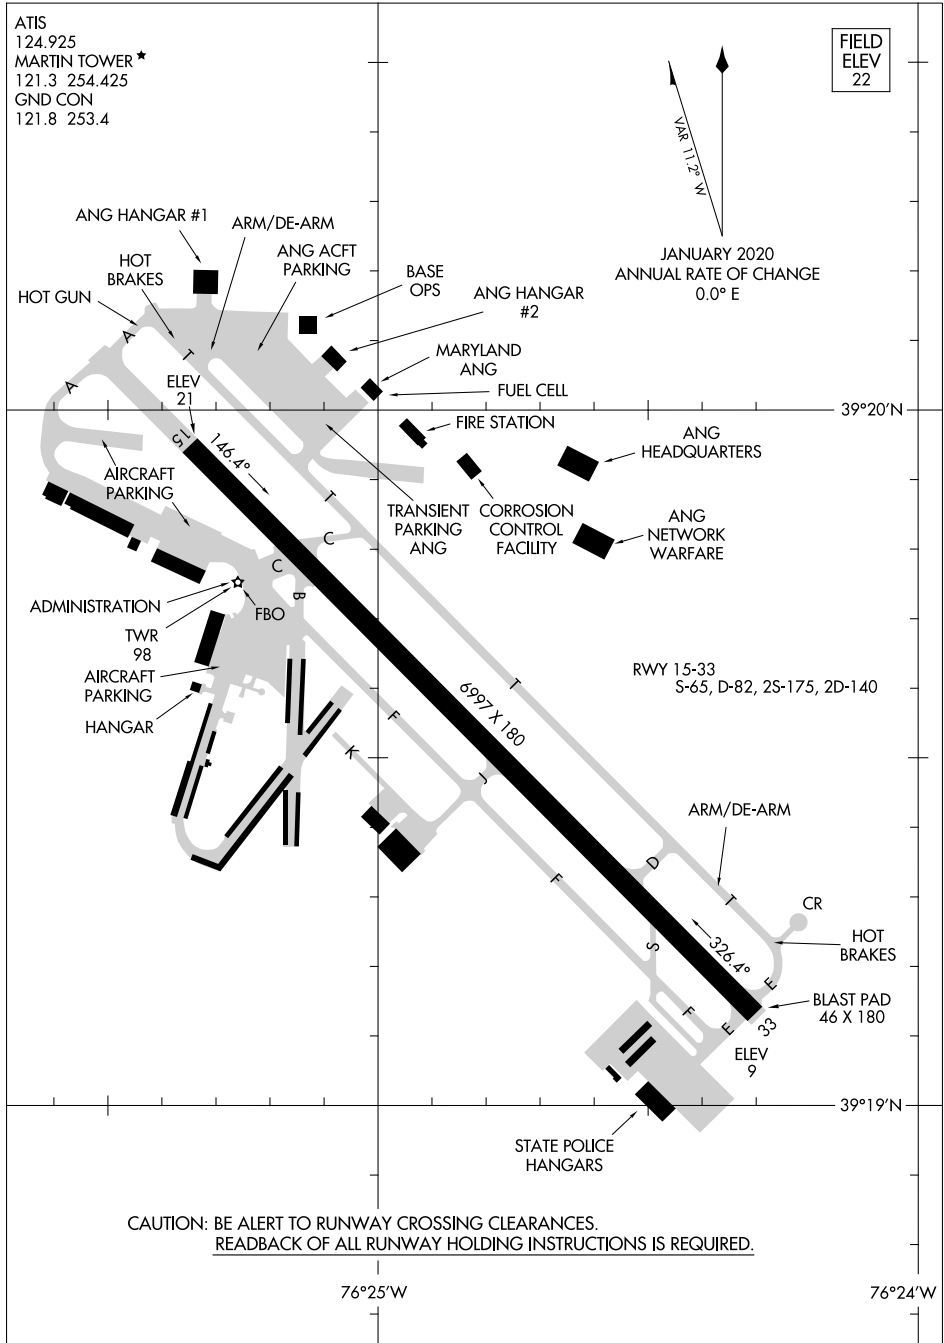 ATIS
124.925
MARTIN TOWER ★
121.3 254.425
GND CON
121.8 253.4
FIELD
ELEV
22
VAR 11.2° W
JANUARY 2020
ANNUAL RATE OF CHANGE
0.0° E
ANG HANGAR #1
ARM/DE-ARM
HOT
BRAKES
ANG ACFT
PARKING
HOT GUN
BASE
OPS
ANG HANGAR
#2
MARYLAND
ANG
FUEL CELL
A
A
T
ELEV
21
39°20'N
FIRE STATION
15
146.4°
ANG
HEADQUARTERS
AIRCRAFT
PARKING
T
TRANSIENT
PARKING
ANG
CORROSION
CONTROL
FACILITY
ANG
NETWORK
WARFARE
C
C
B
ADMINISTRATION
FBO
TWR
98
AIRCRAFT
PARKING
HANGAR
RWY 15-33
S-65, D-82, 2S-175, 2D-140
T
6997 X 180
F
K
J
ARM/DE-ARM
D
F
T
CR
S
326.4°
HOT
BRAKES
E
BLAST PAD
46 X 180
F
E
33
ELEV
9
39°19'N
STATE POLICE
HANGARS
CAUTION: BE ALERT TO RUNWAY CROSSING CLEARANCES.
READBACK OF ALL RUNWAY HOLDING INSTRUCTIONS IS REQUIRED.
76°25'W
76°24'W